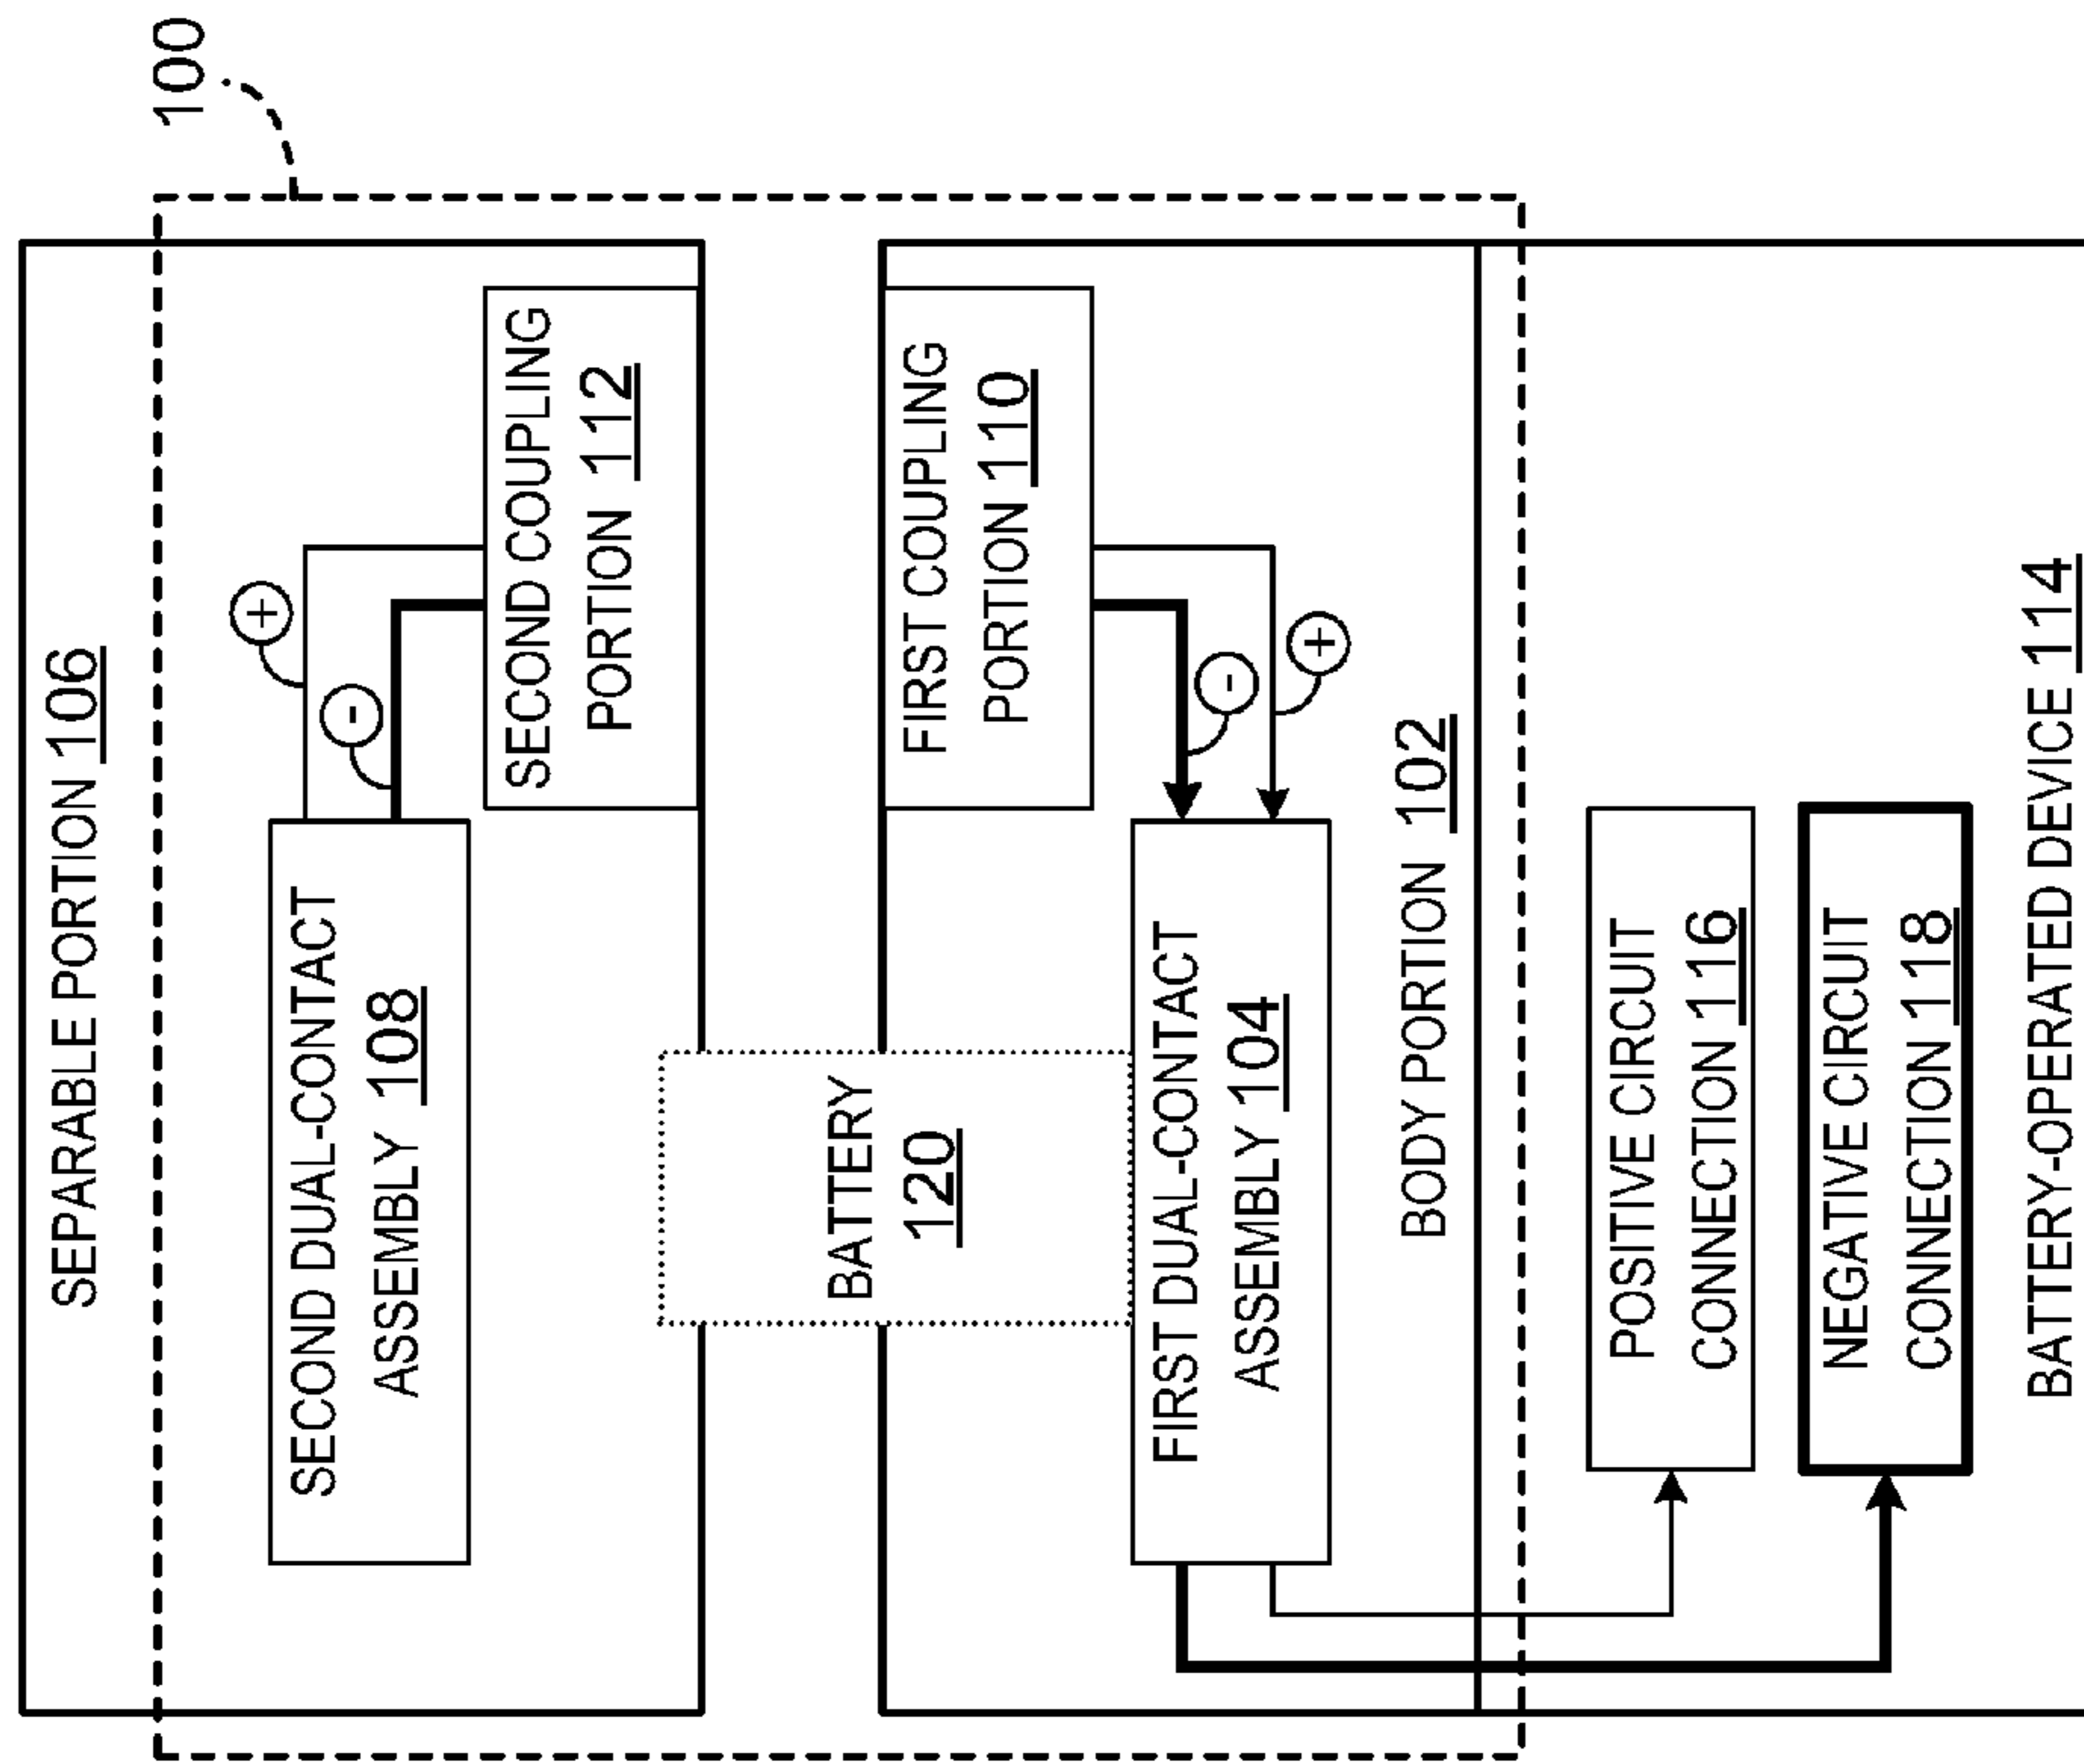 100
SEPARABLE PORTION 106
SECOND DUAL-CONTACT
ASSEMBLY 108
+
-
SECOND COUPLING
PORTION 112
BATTERY
120
FIRST COUPLING
PORTION 110
-
+
FIRST DUAL-CONTACT
ASSEMBLY 104
BODY PORTION 102
POSITIVE CIRCUIT
CONNECTION 116
NEGATIVE CIRCUIT
CONNECTION 118
BATTERY-OPERATED DEVICE 114